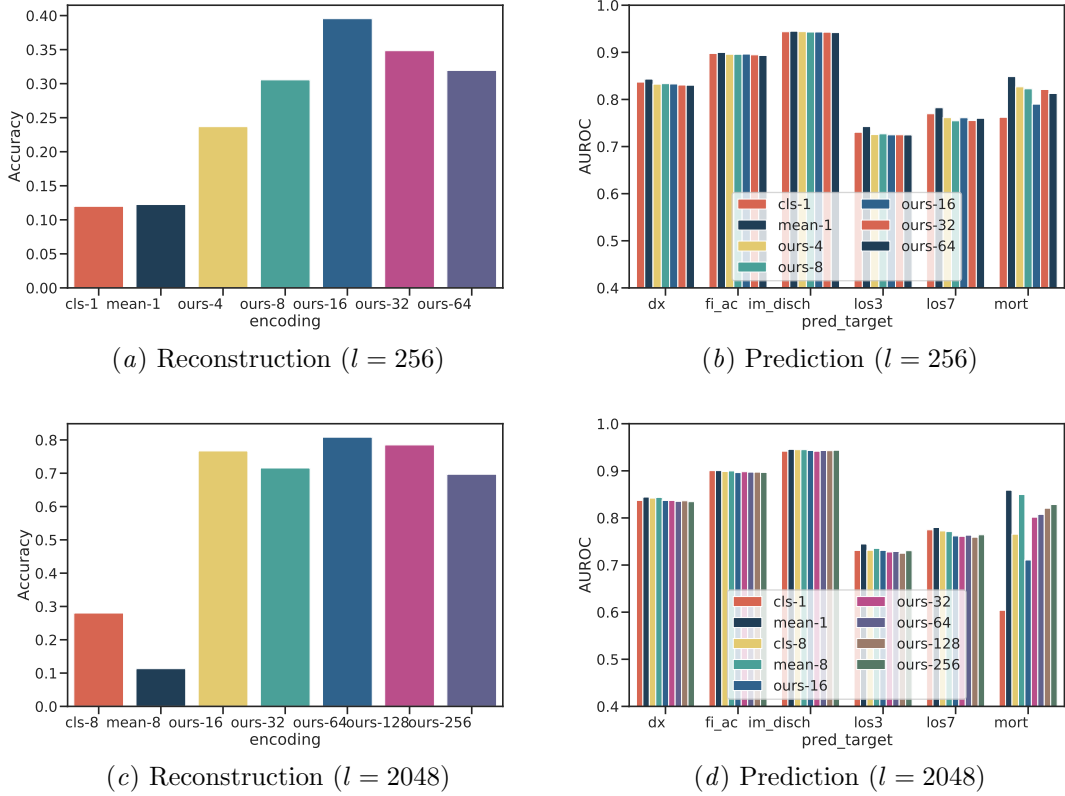 0.40
0.35
0.30
0.25
0.20
0.15
0.10
0.05
0.00
Accuracy
cls-1 mean-1 ours-4 ours-8 ours-16 ours-32 ours-64
encoding
(a) Reconstruction (l = 256)
1.0
0.9
0.8
0.7
0.6
0.5
0.4
AUROC
cls-1
mean-1
ours-4
ours-8
ours-16
ours-32
ours-64
dx fi_ac im_disch los3 los7 mort
pred_target
(b) Prediction (l = 256)
0.8
0.7
0.6
0.5
0.4
0.3
0.2
0.1
0.0
Accuracy
cls-8 mean-8 ours-16 ours-32 ours-64 ours-128 ours-256
encoding
(c) Reconstruction (l = 2048)
1.0
0.9
0.8
0.7
0.6
0.5
0.4
AUROC
cls-1
mean-1
cls-8
mean-8
ours-16
ours-32
ours-64
ours-128
ours-256
dx fi_ac im_disch los3 los7 mort
pred_target
(d) Prediction (l = 2048)